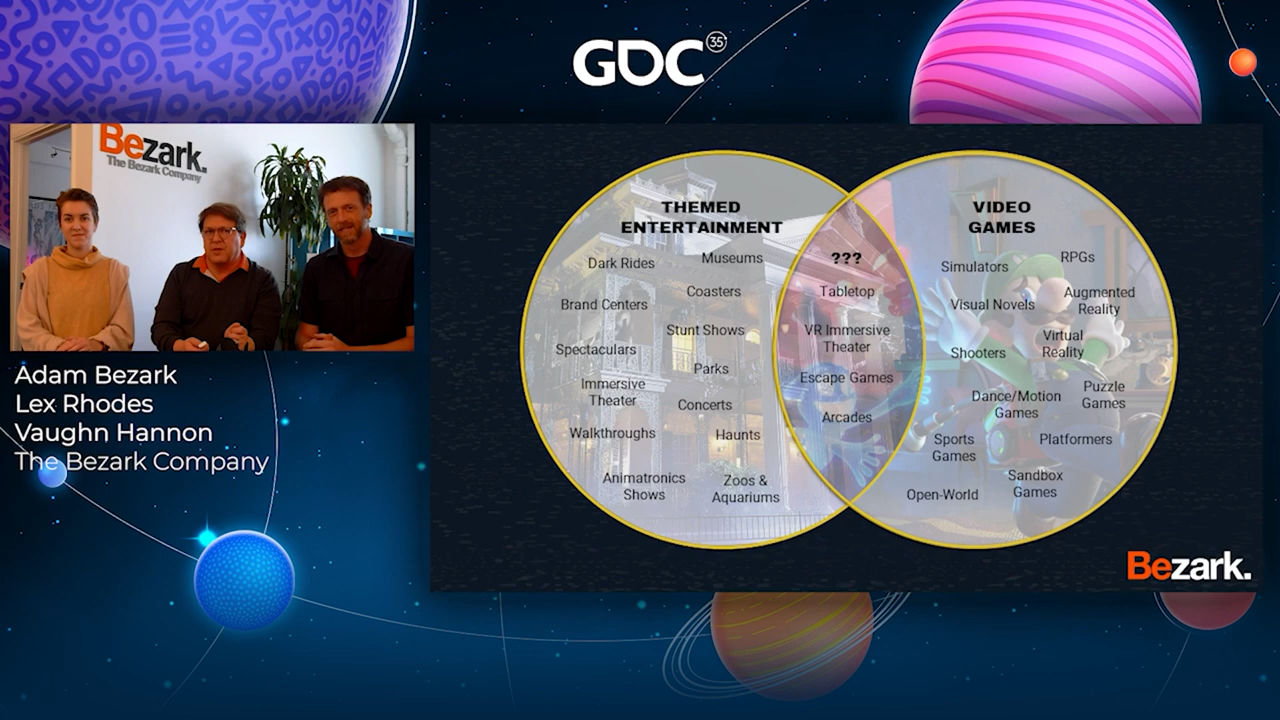 GDC 35
Bezark.
The Bezark Company
Adam Bezark
Lex Rhodes
Vaughn Hannon
The Bezark Company
THEMED
ENTERTAINMENT
Dark Rides
Museums
Brand Centers
Coasters
Stunt Shows
Spectaculars
Parks
Immersive
Theater
Concerts
Walkthroughs
Haunts
Animatronics
Shows
Zoos &
Aquariums
???
Tabletop
VR Immersive
Theater
Escape Games
Arcades
VIDEO
GAMES
Simulators
RPGs
Visual Novels
Augmented
Reality
Virtual
Reality
Shooters
Dance/Motion
Games
Puzzle
Games
Sports
Games
Platformers
Sandbox
Games
Open-World
Bezark.